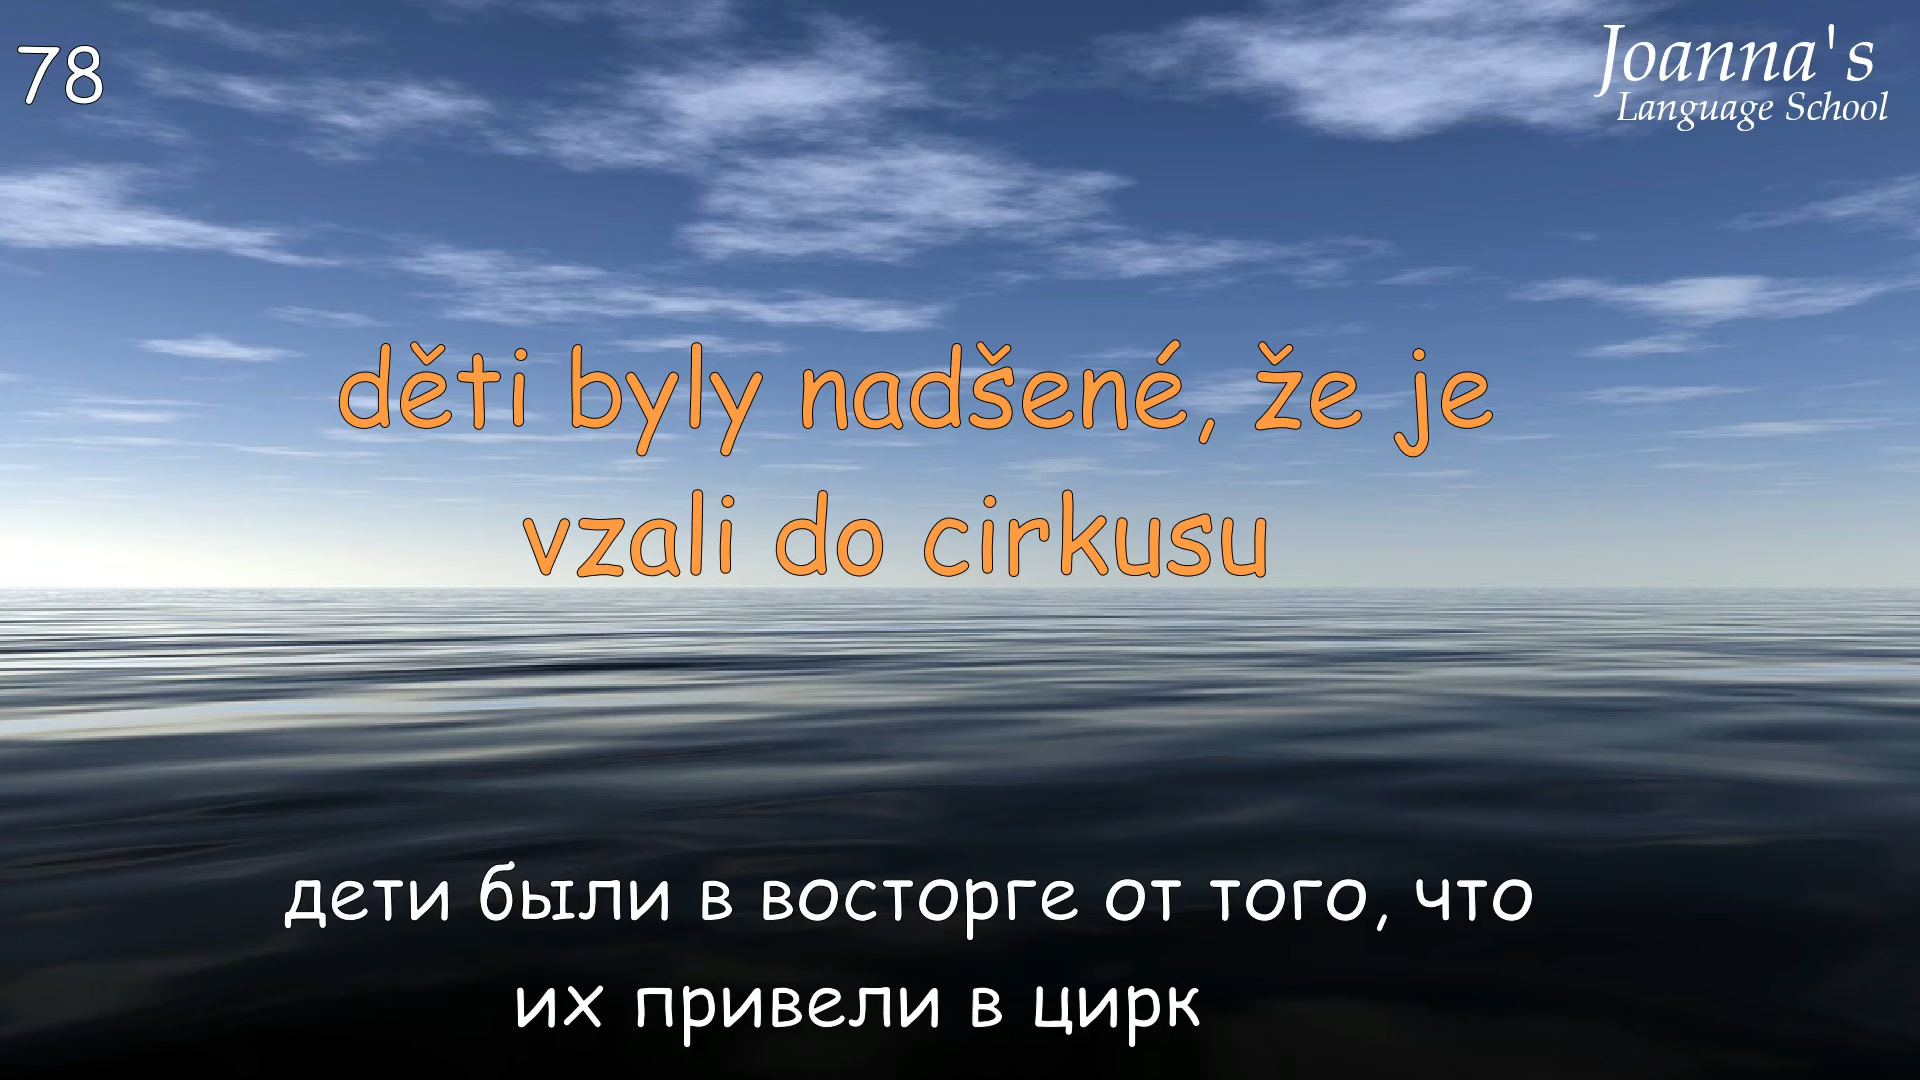 78
Joanna's
Language School
děti byly nadšené, že je
vzali do cirkusu
дети были в восторге от того, что
их привели в цирк